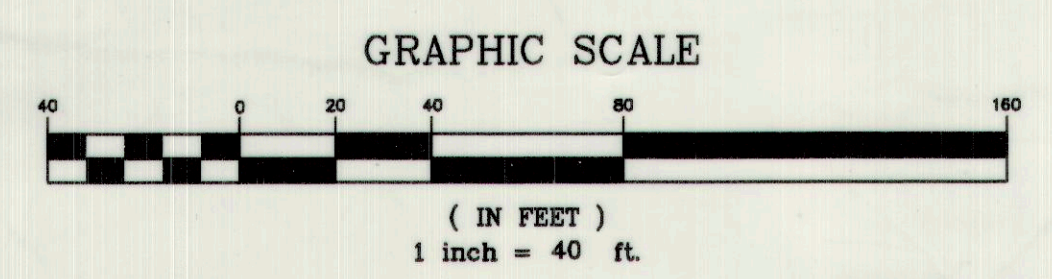 GRAPHIC SCALE
40 0 20 40 80 160
( IN FEET )
1 inch = 40 ft.